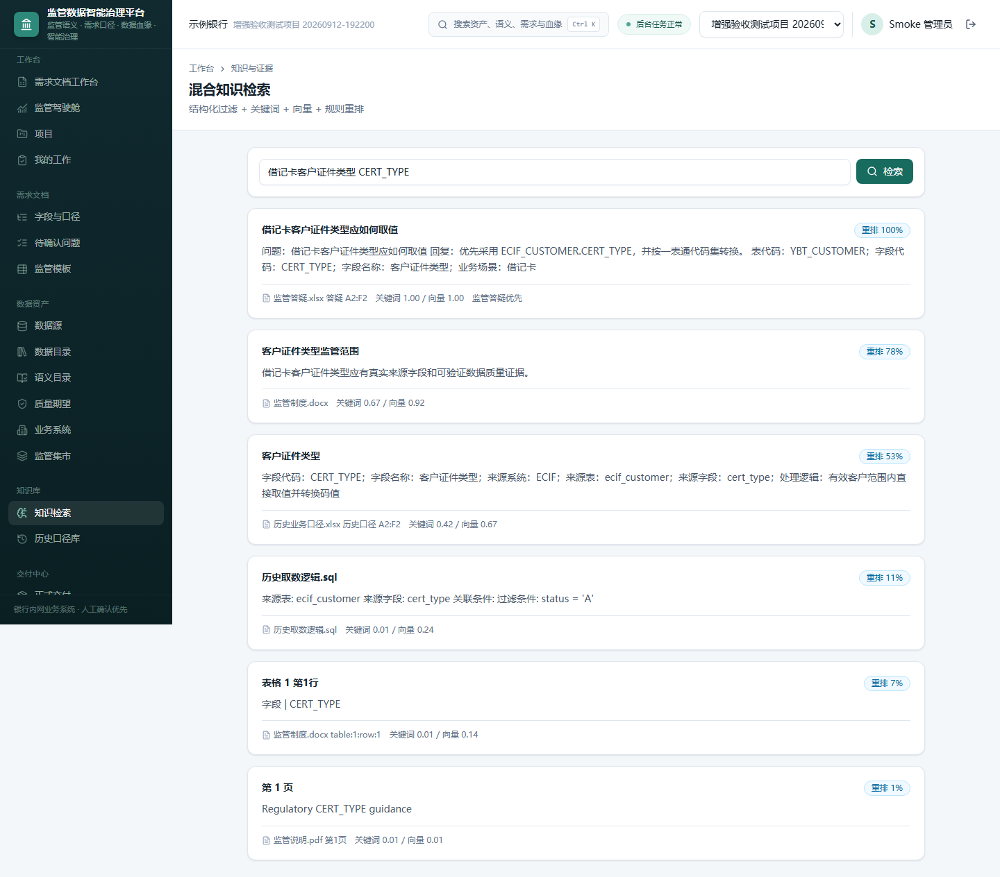 监管数据智能治理平台
监管语义 · 需求口径 · 数据血缘 ·
智能治理
工作台
需求文档工作台
监管驾驶舱
项目
我的工作
需求文档
字段与口径
待确认问题
监管模板
数据资产
数据源
数据目录
语义目录
质量期望
业务系统
监管集市
知识库
知识检索
历史口径库
交付中心
正式交付
银行内网业务系统 · 人工确认优先
示例银行 增强验收测试项目 20260912-192200
搜索资产、语义、需求与血缘 Ctrl K
后台任务正常
增强验收测试项目 202609
S Smoke 管理员
工作台 > 知识与证据
混合知识检索
结构化过滤 + 关键词 + 向量 + 规则重排
借记卡客户证件类型 CERT_TYPE
检索
借记卡客户证件类型应如何取值
重排 100%
问题：借记卡客户证件类型应如何取值 回复：优先采用 ECIF_CUSTOMER.CERT_TYPE，并按一表通代码集转换。 表代码：YBT_CUSTOMER；字段代
码：CERT_TYPE；字段名称：客户证件类型；业务场景：借记卡
监管答疑.xlsx 答疑 A2:F2 关键词 1.00 / 向量 1.00 监管答疑优先
客户证件类型监管范围
重排 78%
借记卡客户证件类型应有真实来源字段和可验证数据质量证据。
监管制度.docx 关键词 0.67 / 向量 0.92
客户证件类型
重排 53%
字段代码：CERT_TYPE；字段名称：客户证件类型；来源系统：ECIF；来源表：ecif_customer；来源字段：cert_type；处理逻辑：有效客户范围内直
接取值并转换码值
历史业务口径.xlsx 历史口径 A2:F2 关键词 0.42 / 向量 0.67
历史取数逻辑.sql
重排 11%
来源表: ecif_customer 来源字段: cert_type 关联条件: 过滤条件: status = 'A'
历史取数逻辑.sql 关键词 0.01 / 向量 0.24
表格 1 第1行
重排 7%
字段 | CERT_TYPE
监管制度.docx table:1:row:1 关键词 0.01 / 向量 0.14
第 1 页
重排 1%
Regulatory CERT_TYPE guidance
监管说明.pdf 第1页 关键词 0.01 / 向量 0.01